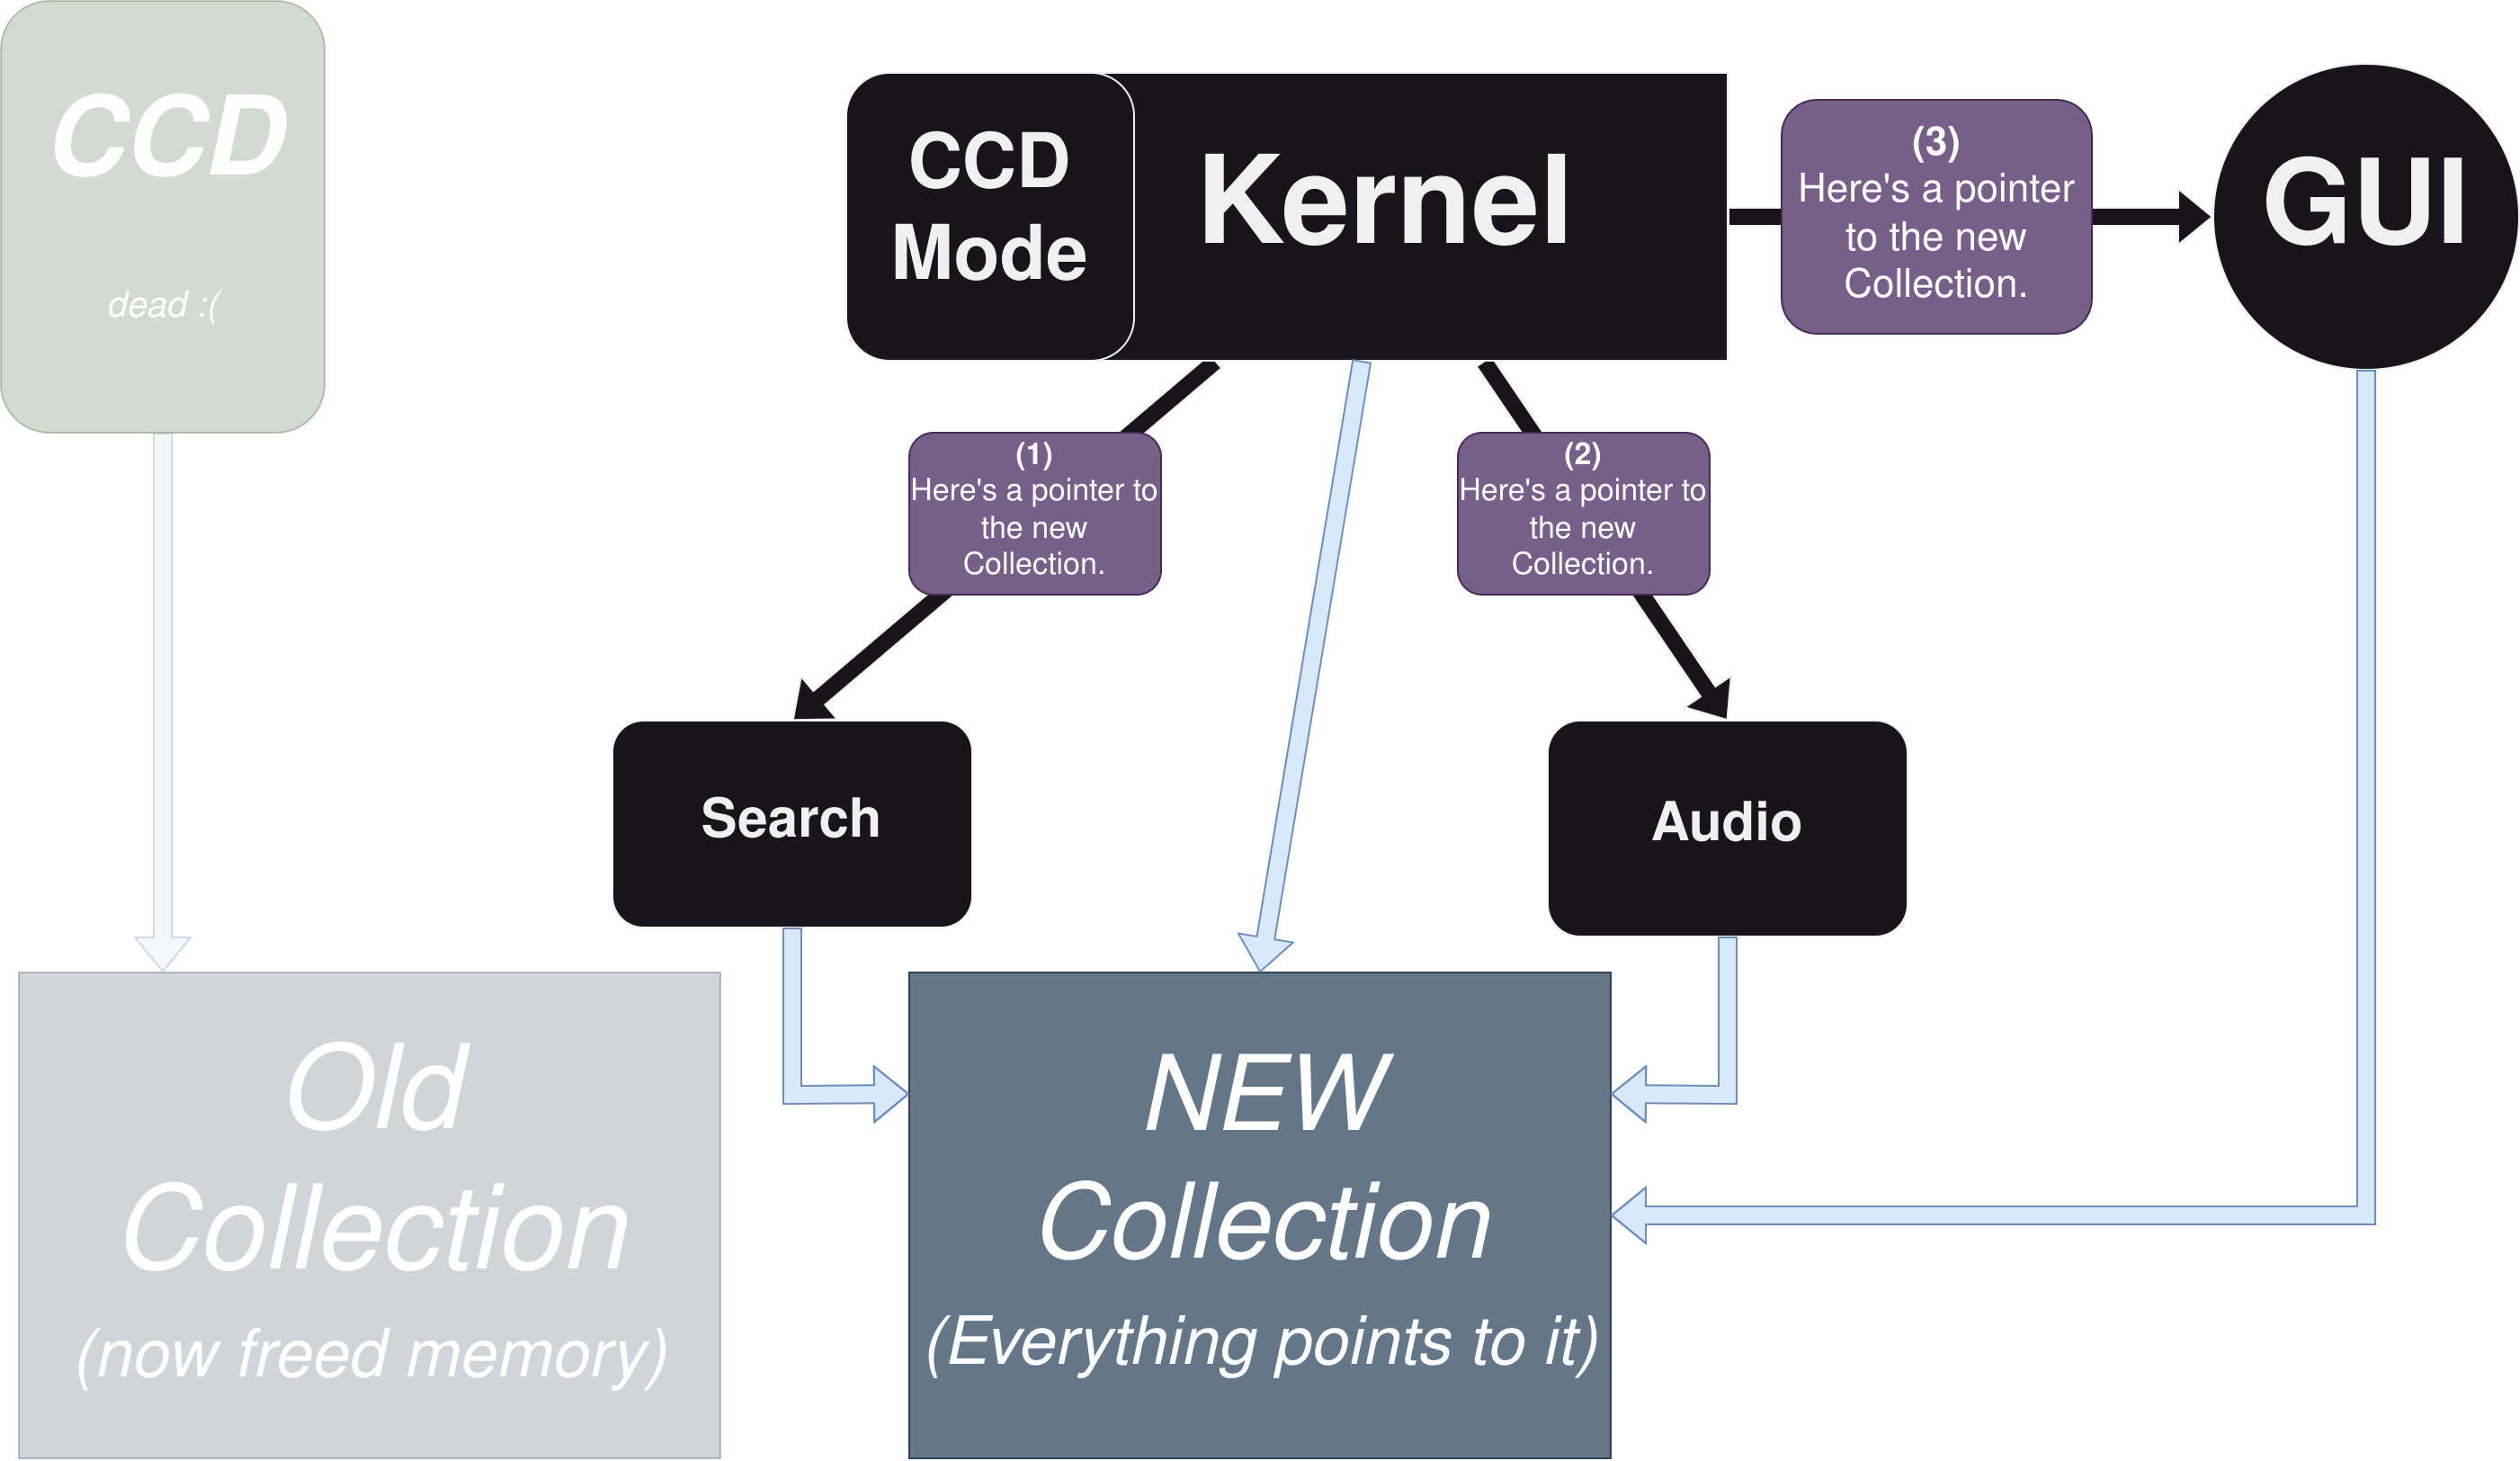 CCD
dead :(
CCD
Mode
Kernel
(3)
Here's a pointer
to the new
Collection.
GUI
(1)
Here's a pointer to
the new
Collection.
(2)
Here's a pointer to
the new
Collection.
Search
Audio
Old
Collection
(now freed memory)
NEW
Collection
(Everything points to it)